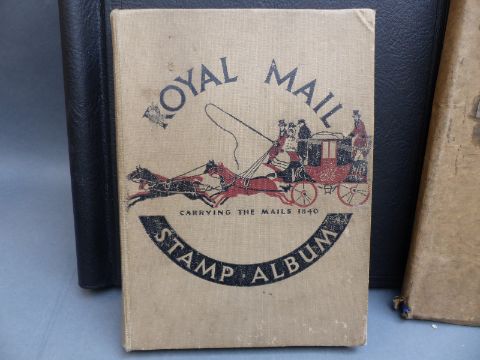 ROYAL MAIL
CARRYING THE MAILS 1840
STAMP · ALBUM